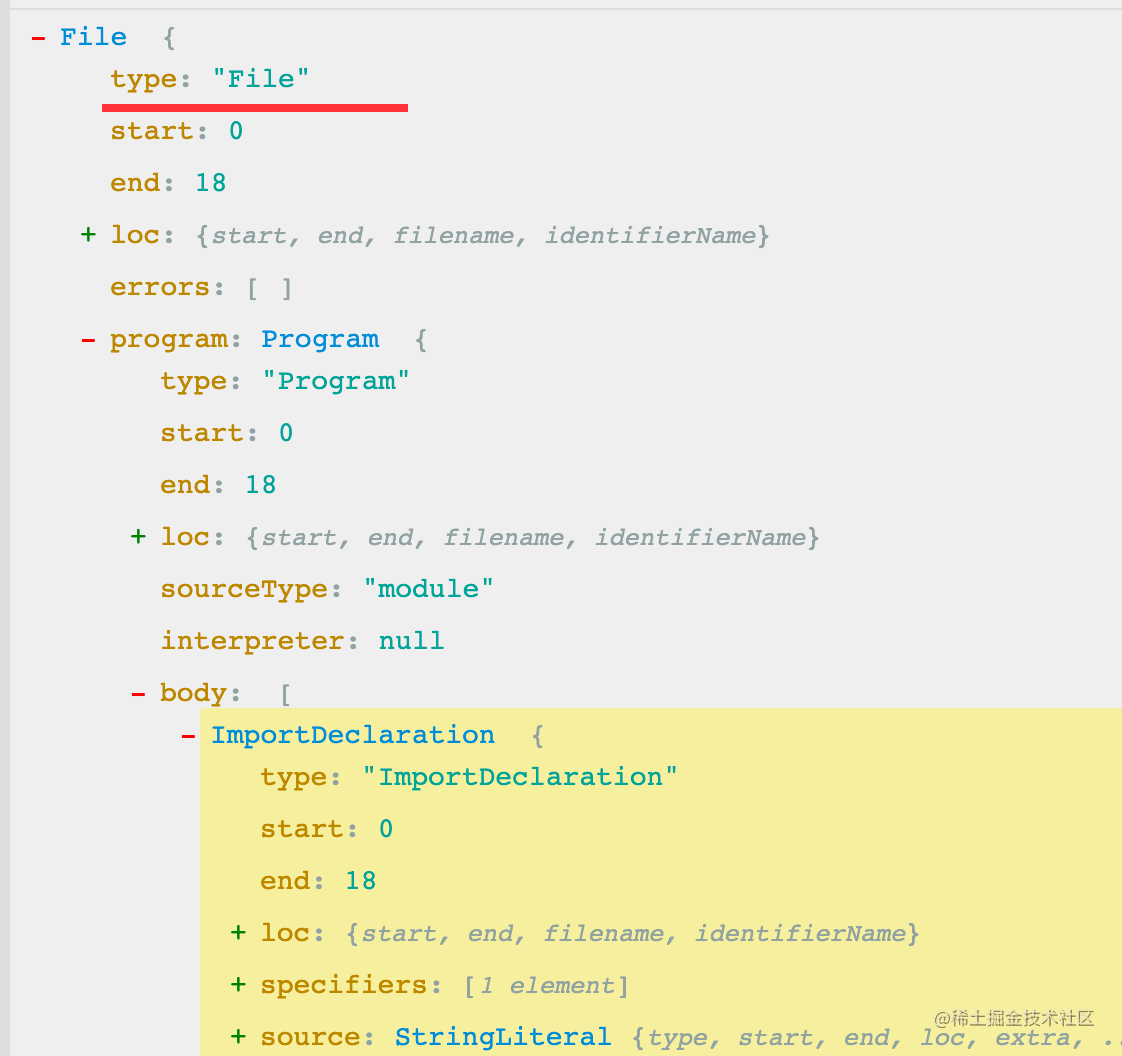 - File {
type: "File"
start: 0
end: 18
+ loc: {start, end, filename, identifierName}
errors: [ ]
- program: Program {
type: "Program"
start: 0
end: 18
+ loc: {start, end, filename, identifierName}
sourceType: "module"
interpreter: null
- body: [
- ImportDeclaration {
type: "ImportDeclaration"
start: 0
end: 18
+ loc: {start, end, filename, identifierName}
+ specifiers: [1 element]
+ source: StringLiteral {type, start, end, loc, extra, ..
@稀土掘金技术社区